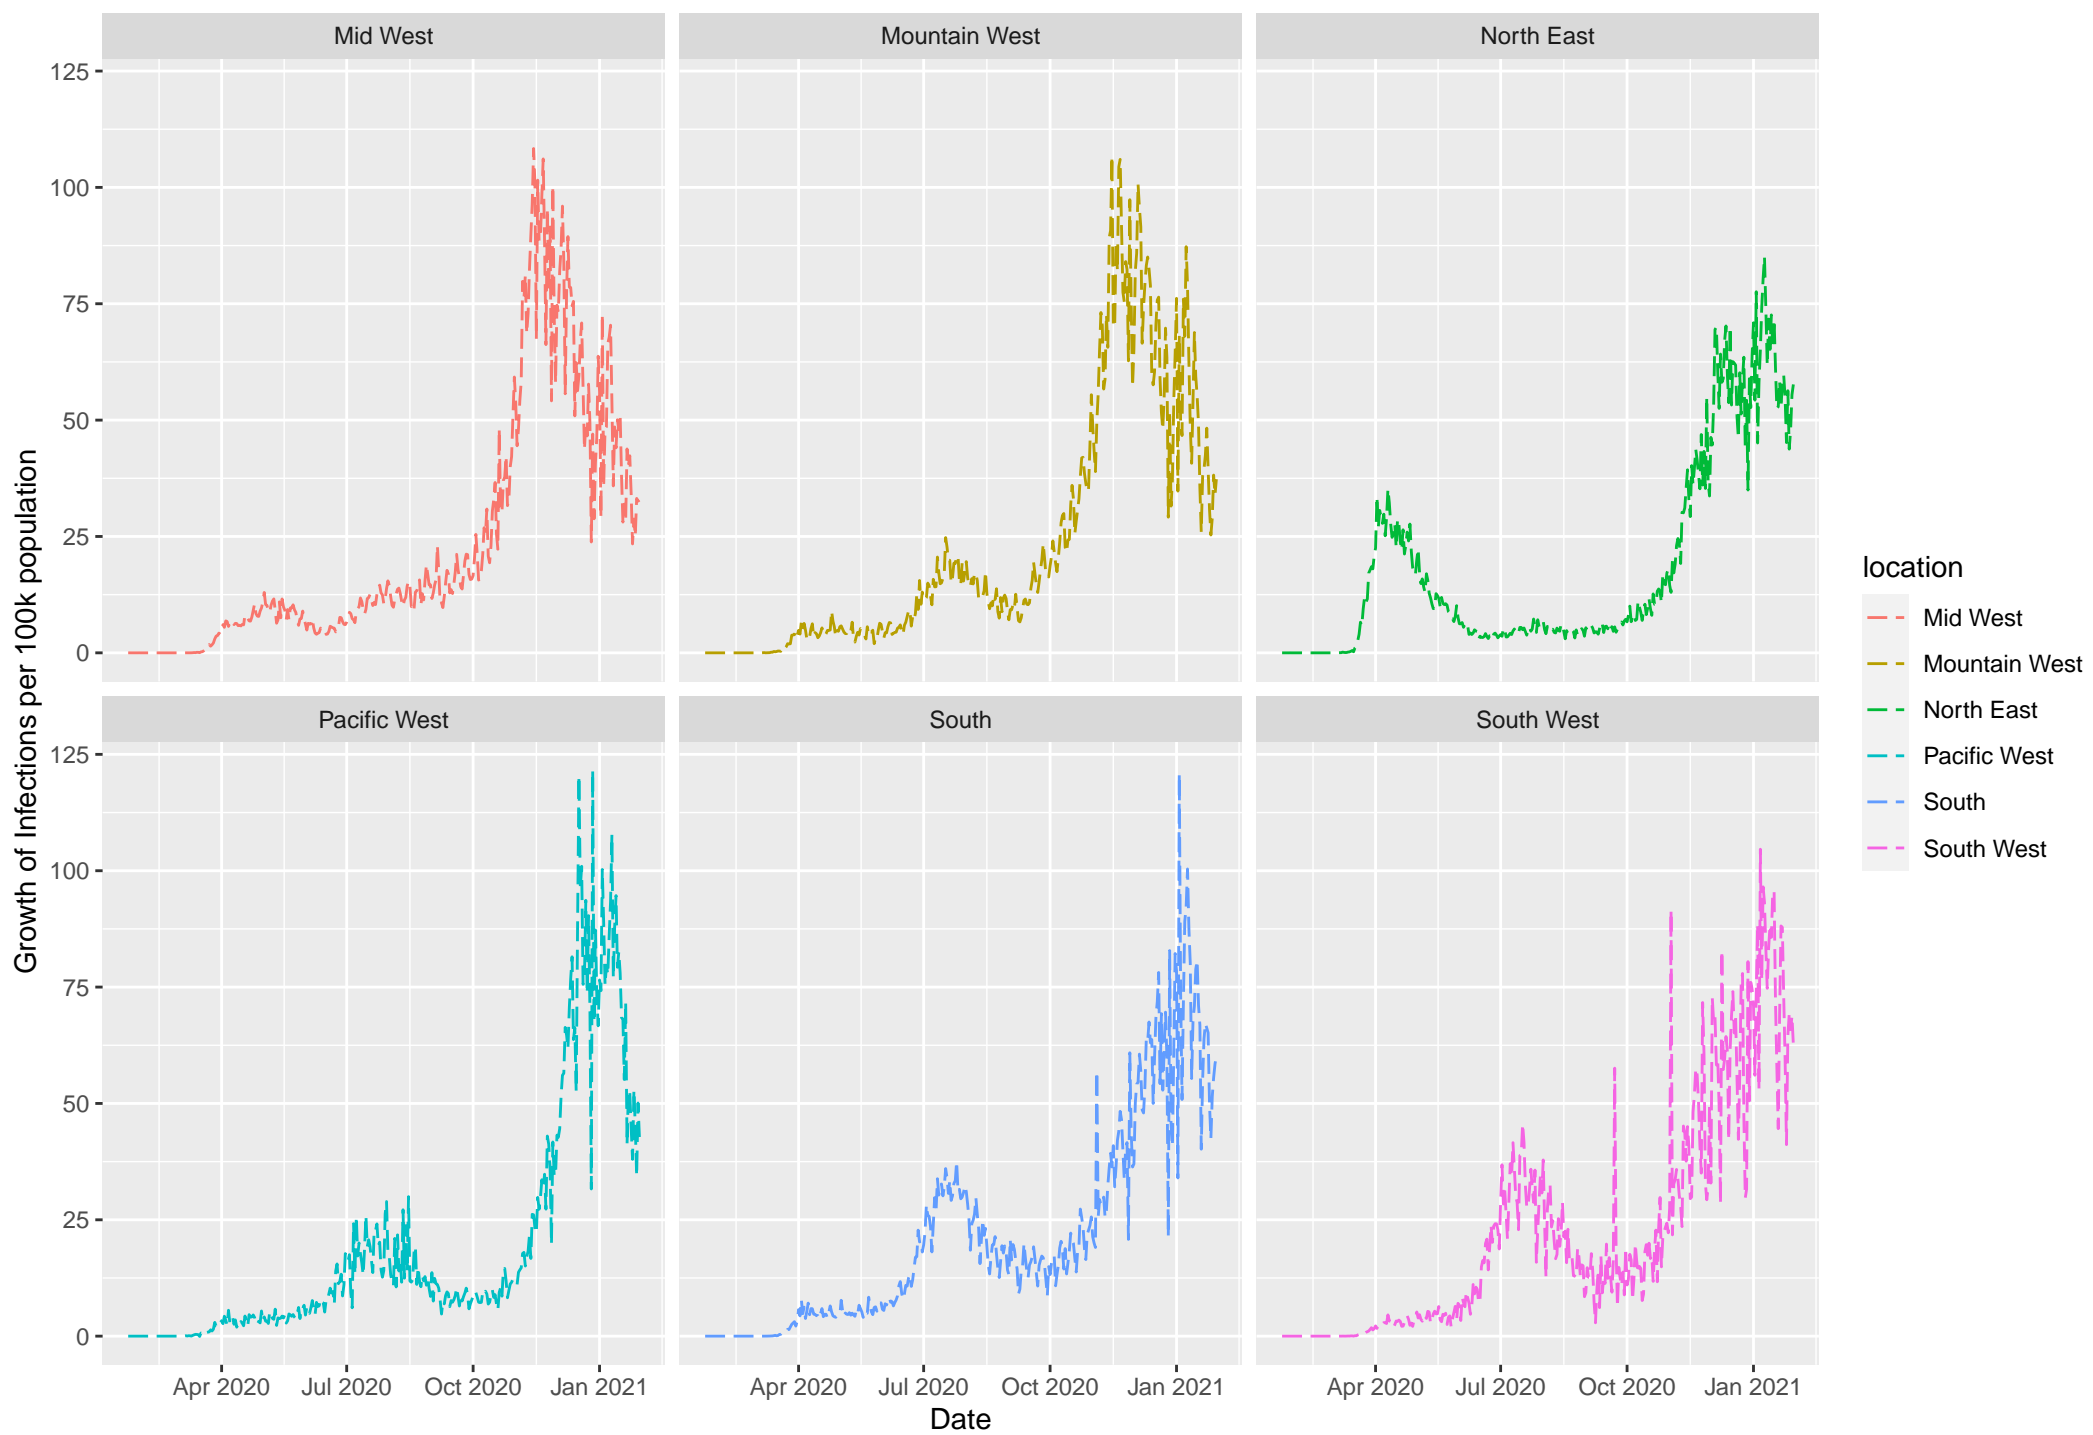 Mid West
Mountain West
North East
125
100
75
50
25
0
Pacific West
South
South West
125
100
75
50
25
0
Apr 2020
Jul 2020
Oct 2020
Jan 2021
Apr 2020
Jul 2020
Oct 2020
Jan 2021
Apr 2020
Jul 2020
Oct 2020
Jan 2021
Date
Growth of Infections per 100k population
location
Mid West
Mountain West
North East
Pacific West
South
South West